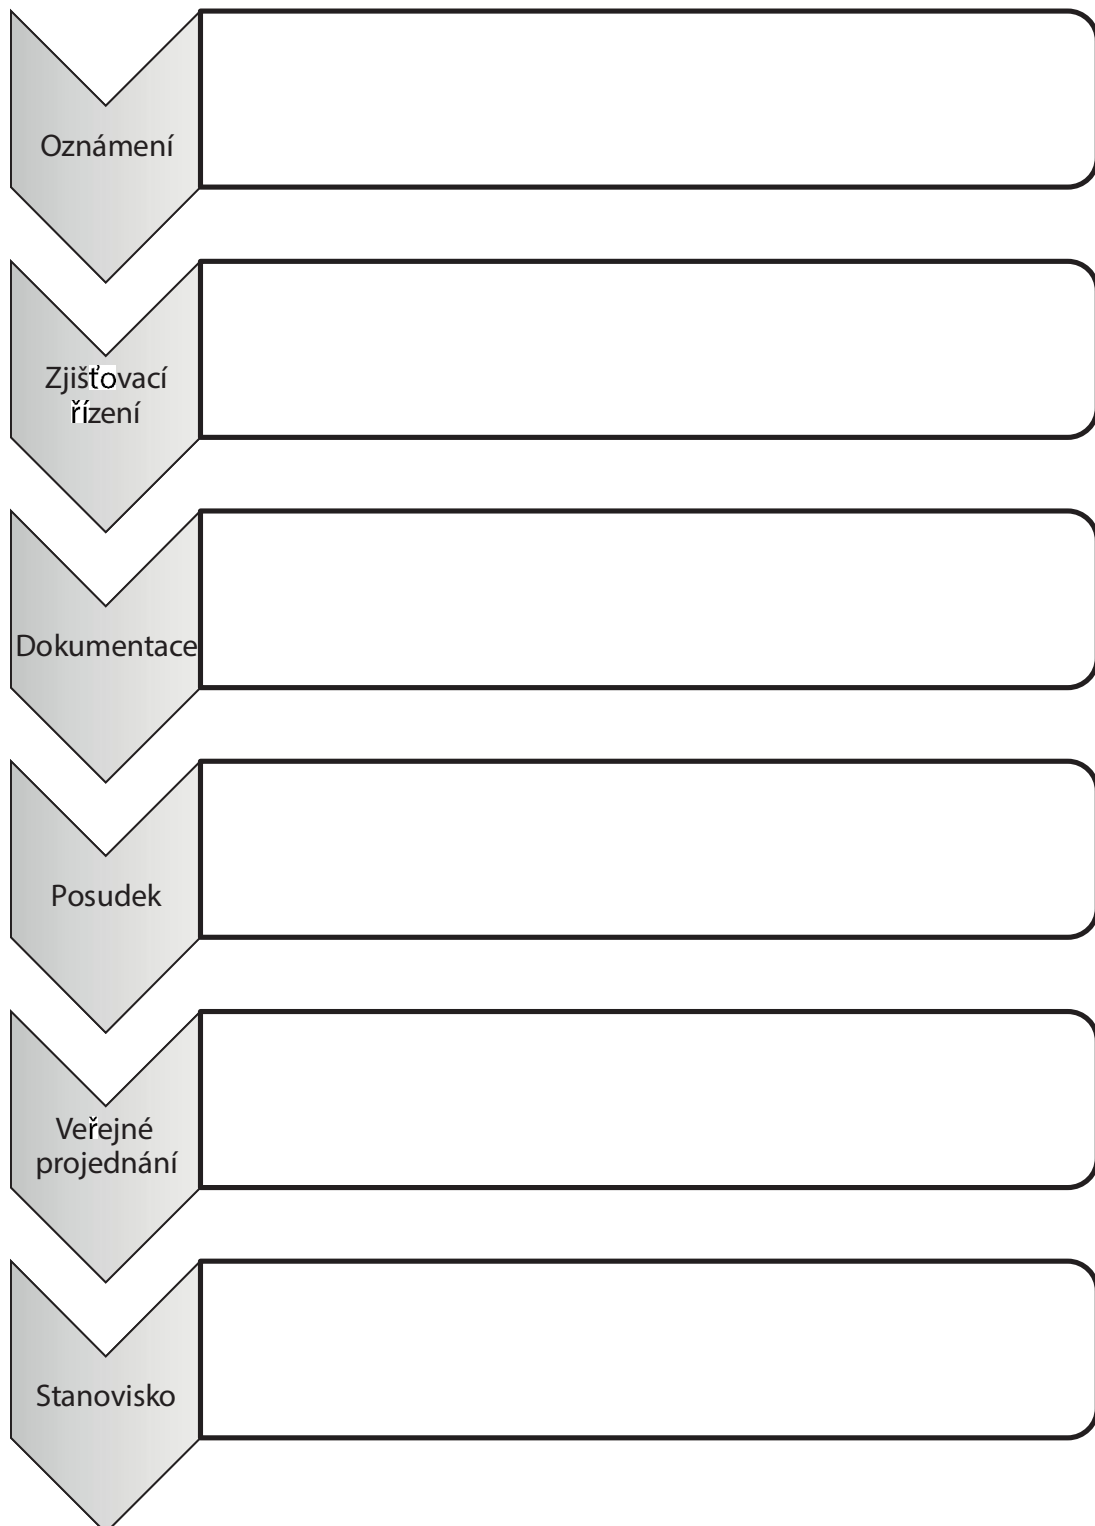 Oznámení
Zjišťovací
řízení
Dokumentace
Posudek
Veřejné
projednání
Stanovisko